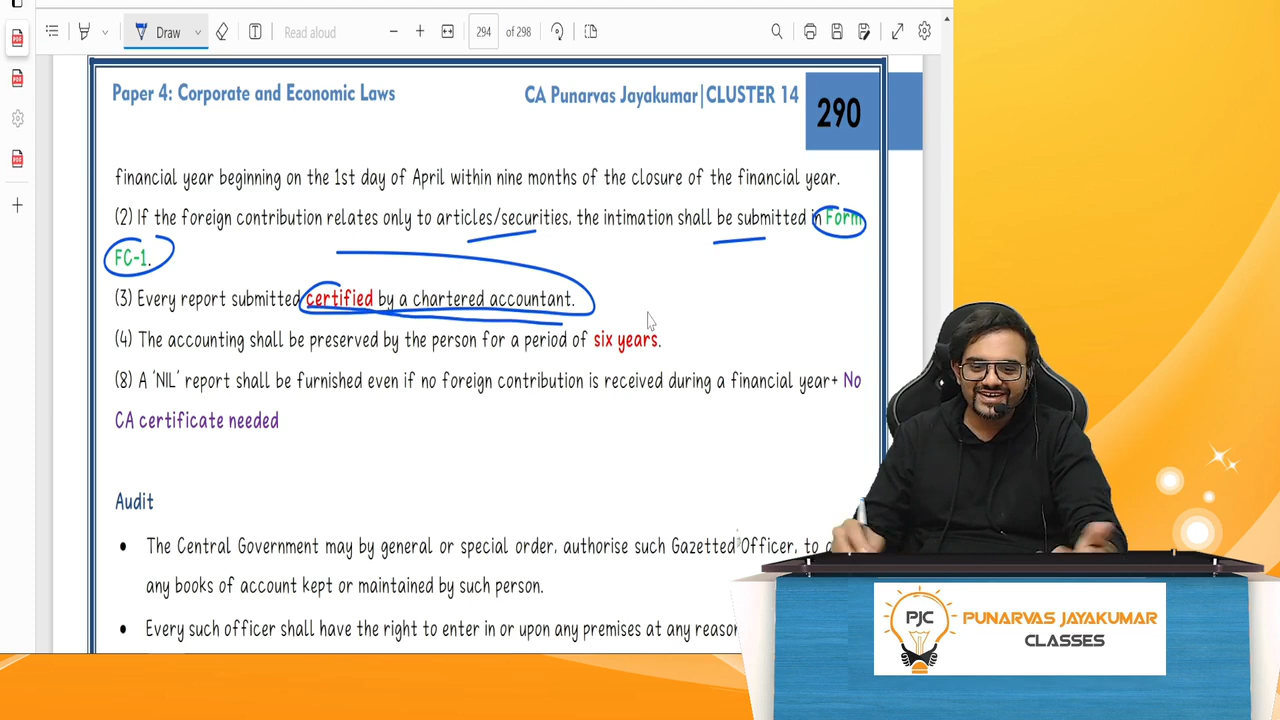 Draw
Read aloud
294
of 298
Paper 4: Corporate and Economic Laws
CA Punarvas Jayakumar|CLUSTER 14
290
financial year beginning on the 1st day of April within nine months of the closure of the financial year.
(2) If the foreign contribution relates only to articles/securities, the intimation shall be submitted in Form
FC-1.
(3) Every report submitted certified by a chartered accountant.
(4) The accounting shall be preserved by the person for a period of six years.
(8) A 'NIL' report shall be furnished even if no foreign contribution is received during a financial year+ No
CA certificate needed
Audit
• The Central Government may by general or special order, authorise such Gazetted Officer, to
any books of account kept or maintained by such person.
• Every such officer shall have the right to enter in or upon any premises at any
PJC
PUNARVAS JAYAKUMAR
CLASSES